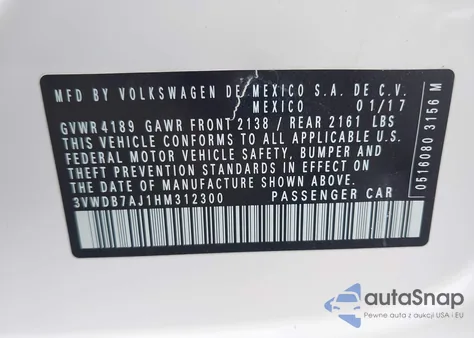 MFD BY VOLKSWAGEN DE MEXICO S.A. DE C.V.
MEXICO 01/17
GVWR 4189 GAWR FRONT 2138 / REAR 2161 LBS
THIS VEHICLE CONFORMS TO ALL APPLICABLE U.S.
FEDERAL MOTOR VEHICLE SAFETY, BUMPER AND
THEFT PREVENTION STANDARDS IN EFFECT ON THE
DATE OF MANUFACTURE SHOWN ABOVE.
3VWDB7AJ1HM312300 PASSENGER CAR
0516080 3156 M
autoSnap
Pewne auta z aukcji USA i EU